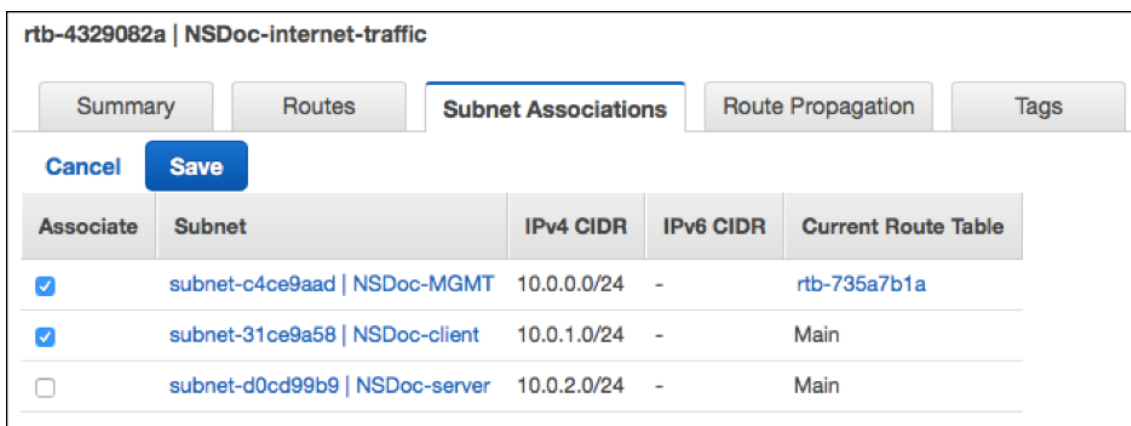 rtb-4329082a | NSDoc-internet-traffic
Summary Routes Subnet Associations Route Propagation Tags
Cancel Save
Associate Subnet IPv4 CIDR IPv6 CIDR Current Route Table
subnet-c4ce9aad | NSDoc-MGMT 10.0.0.0/24 - rtb-735a7b1a
subnet-31ce9a58 | NSDoc-client 10.0.1.0/24 - Main
subnet-d0cd99b9 | NSDoc-server 10.0.2.0/24 - Main